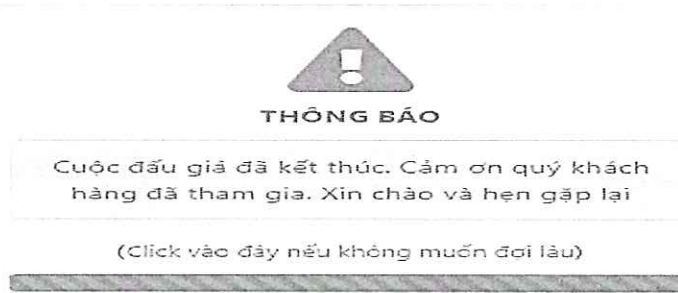 THÔNG BÁO
Cuộc đấu giá đã kết thúc. Cảm ơn quý khách
hàng đã tham gia. Xin chào và hẹn gặp lại
(Click vào đây nếu không muốn đợi lâu)